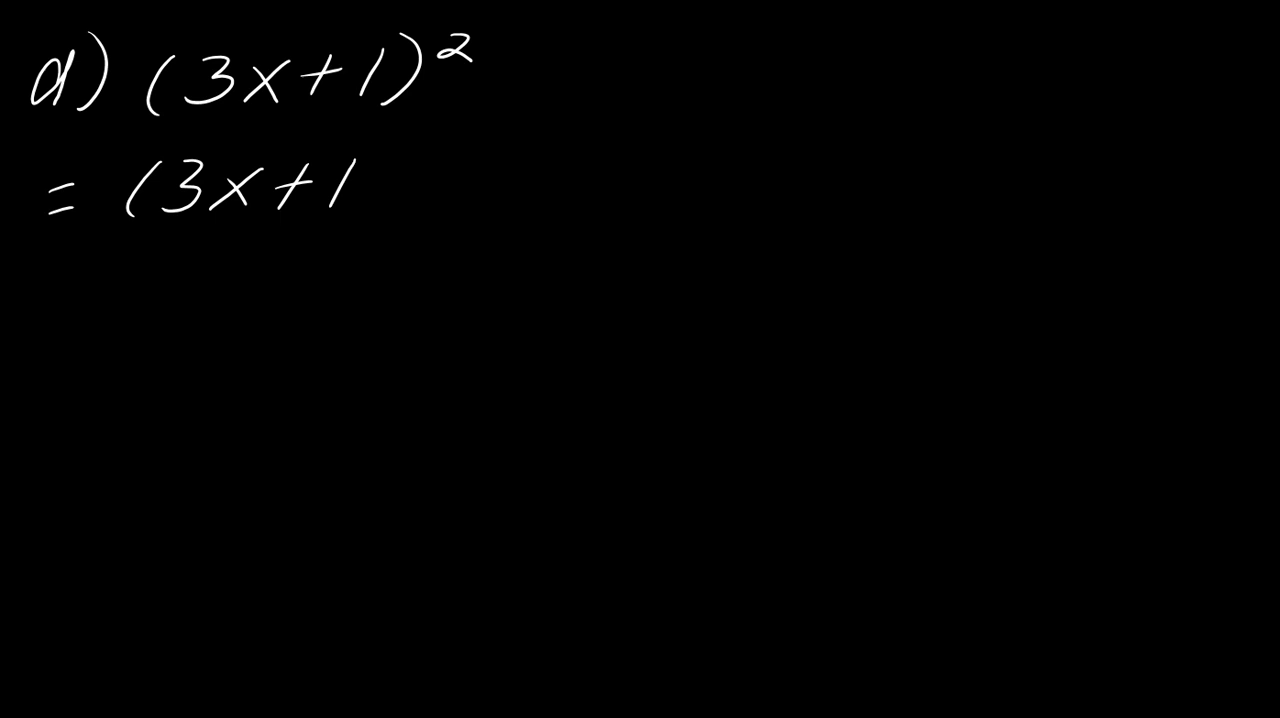 d) (3x+1)²
= (3x+1